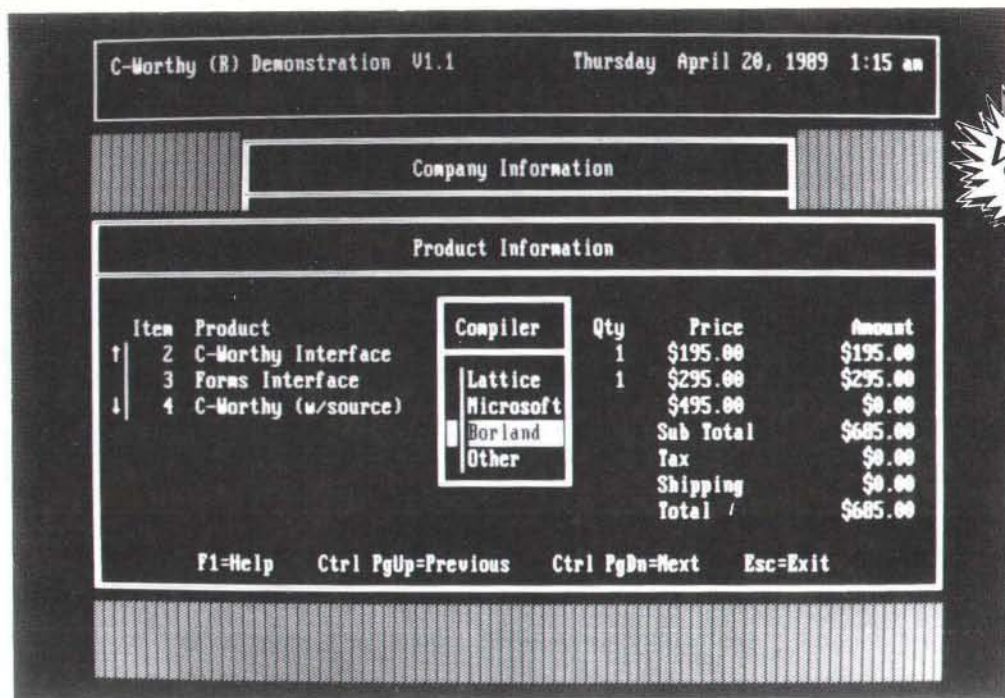 C-Worthy (R) Demonstration V1.1 Thursday April 20, 1989 1:15 am
Company Information
Product Information
Item Product Compiler Qty Price Amount
↑ 2 C-Worthy Interface 1 $195.00 $195.00
3 Forms Interface Lattice 1 $295.00 $295.00
↓ 4 C-Worthy (w/source) Microsoft $495.00 $0.00
Borland Sub Total $685.00
Other Tax $0.00
Shipping $0.00
Total $685.00
F1=Help Ctrl PgUp=Previous Ctrl PgDn=Next Esc=Exit